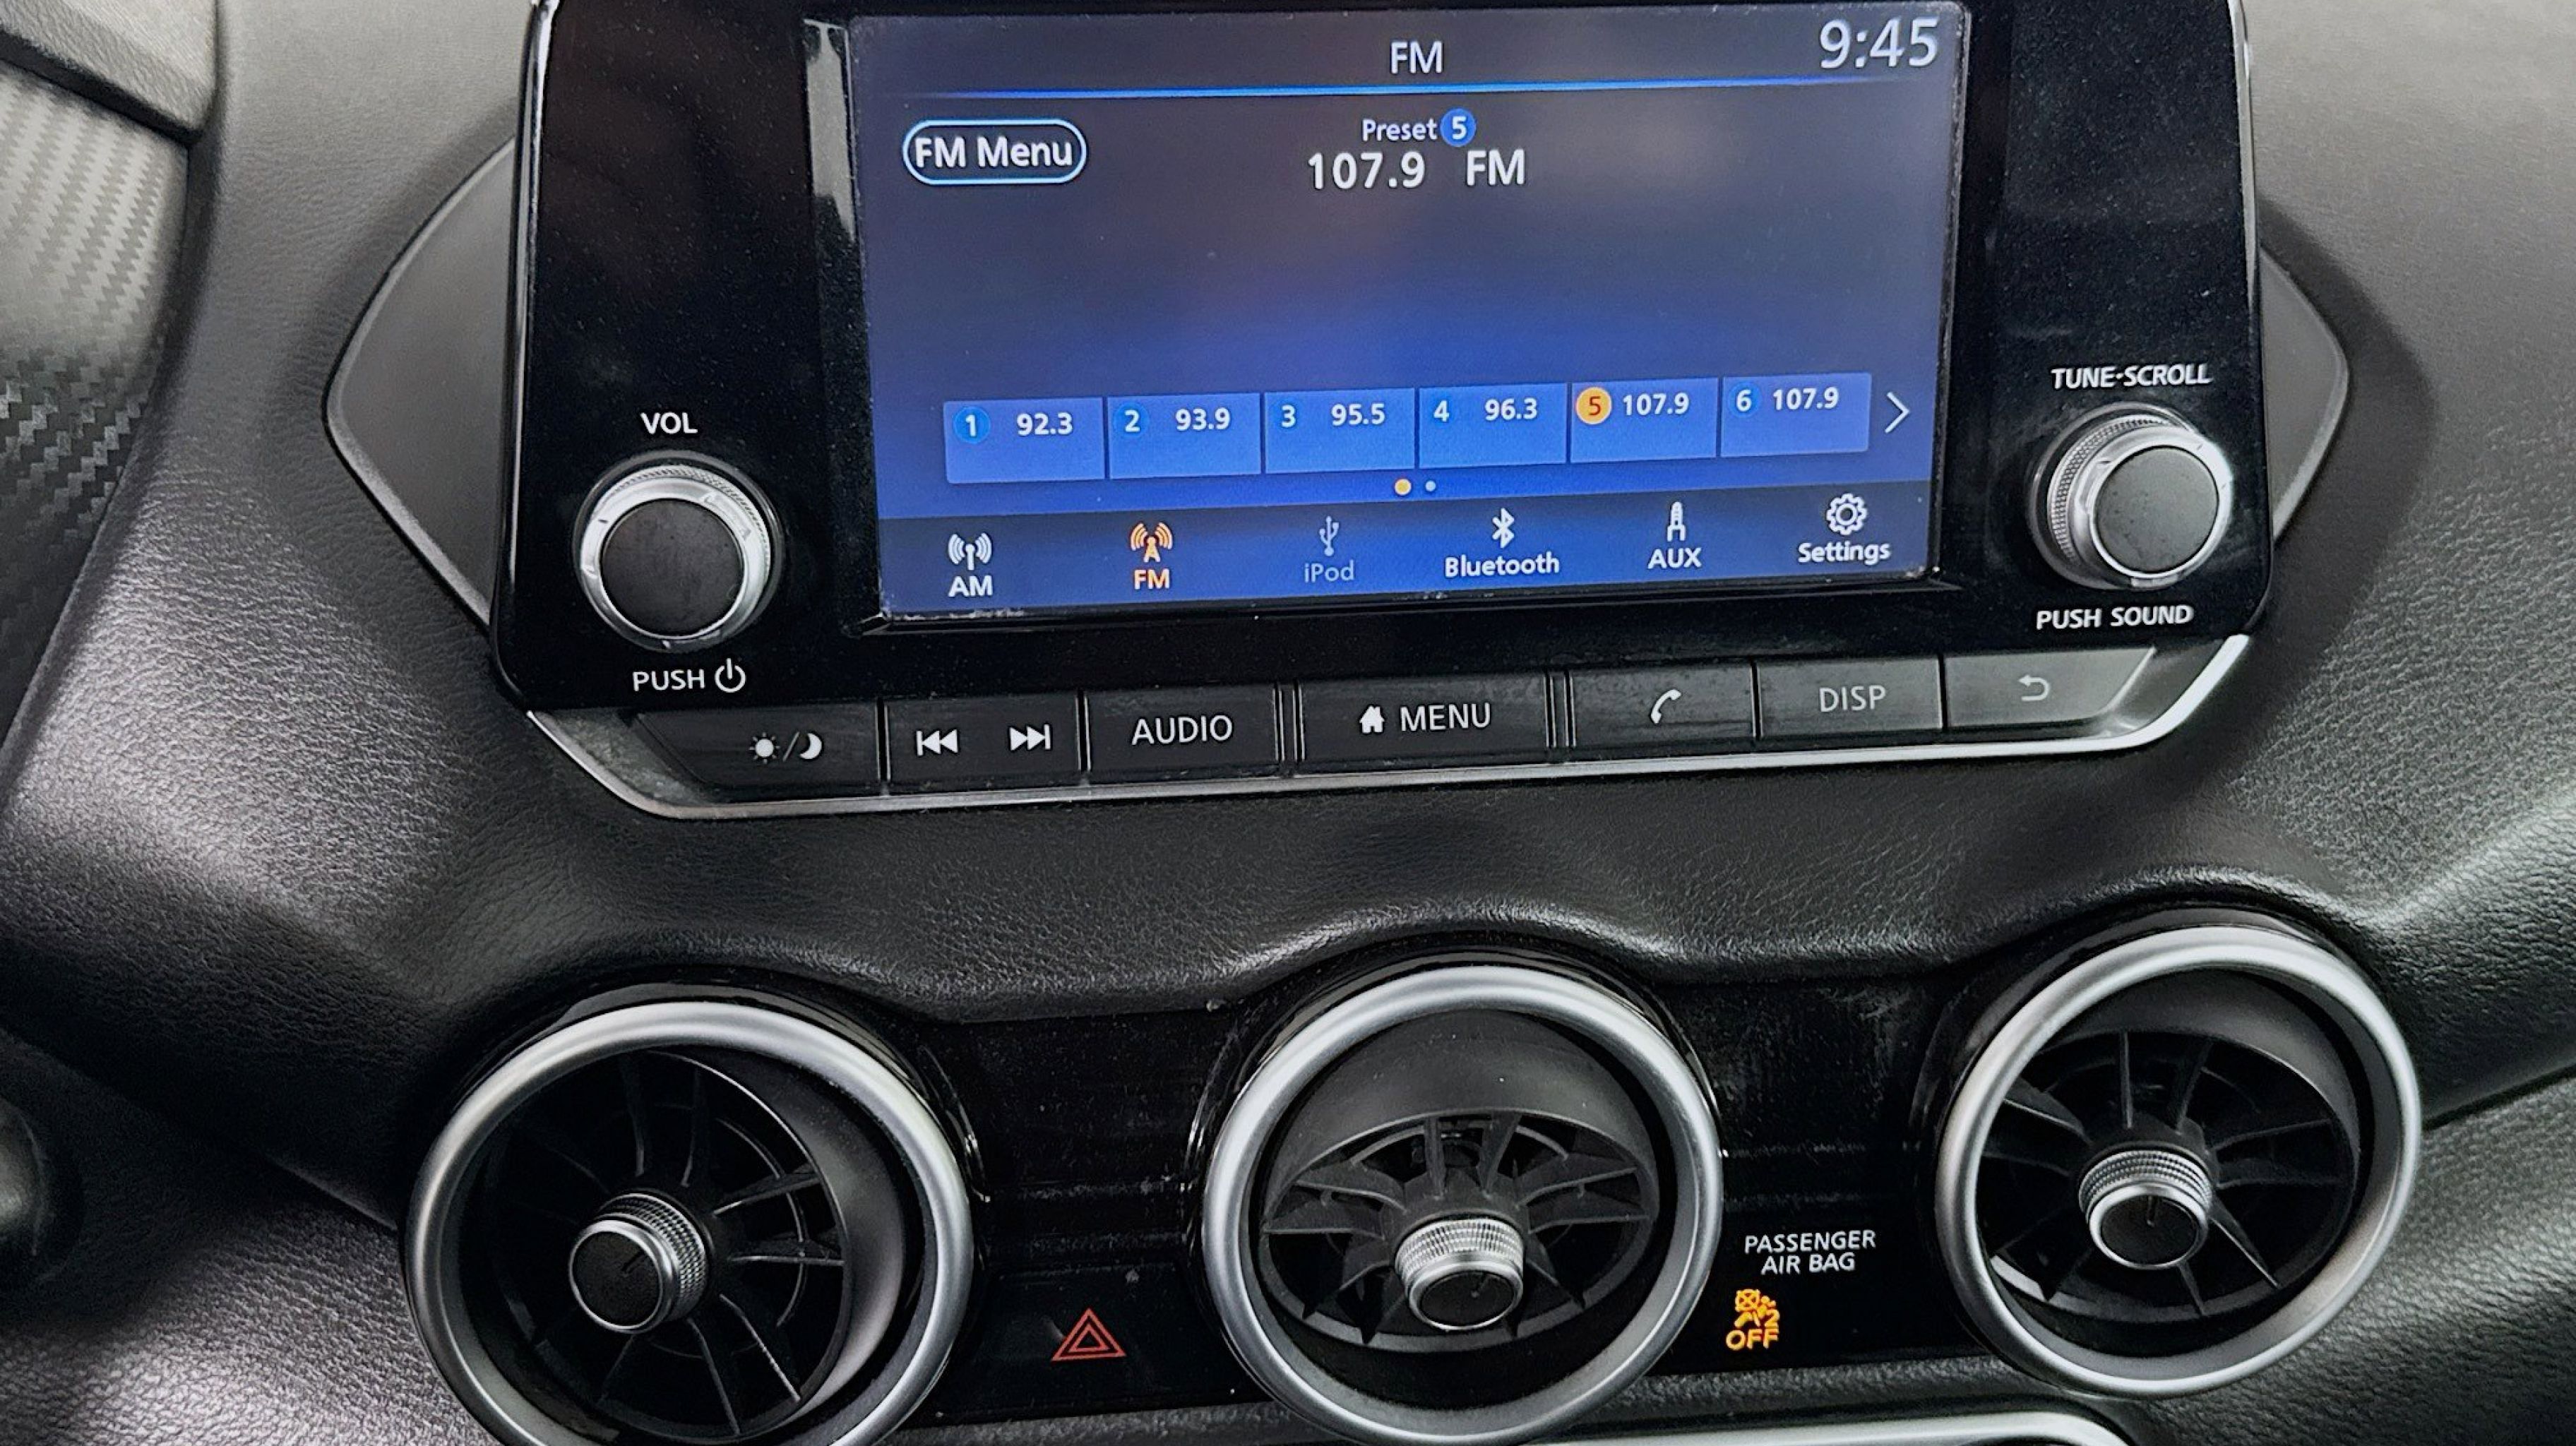 FM
9:45
FM Menu
Preset 5
107.9 FM
1 92.3
2 93.9
3 95.5
4 96.3
5 107.9
6 107.9
AM
FM
iPod
Bluetooth
AUX
Settings
VOL
PUSH
TUNE·SCROLL
PUSH SOUND
AUDIO
MENU
DISP
PASSENGER
AIR BAG
2
OFF